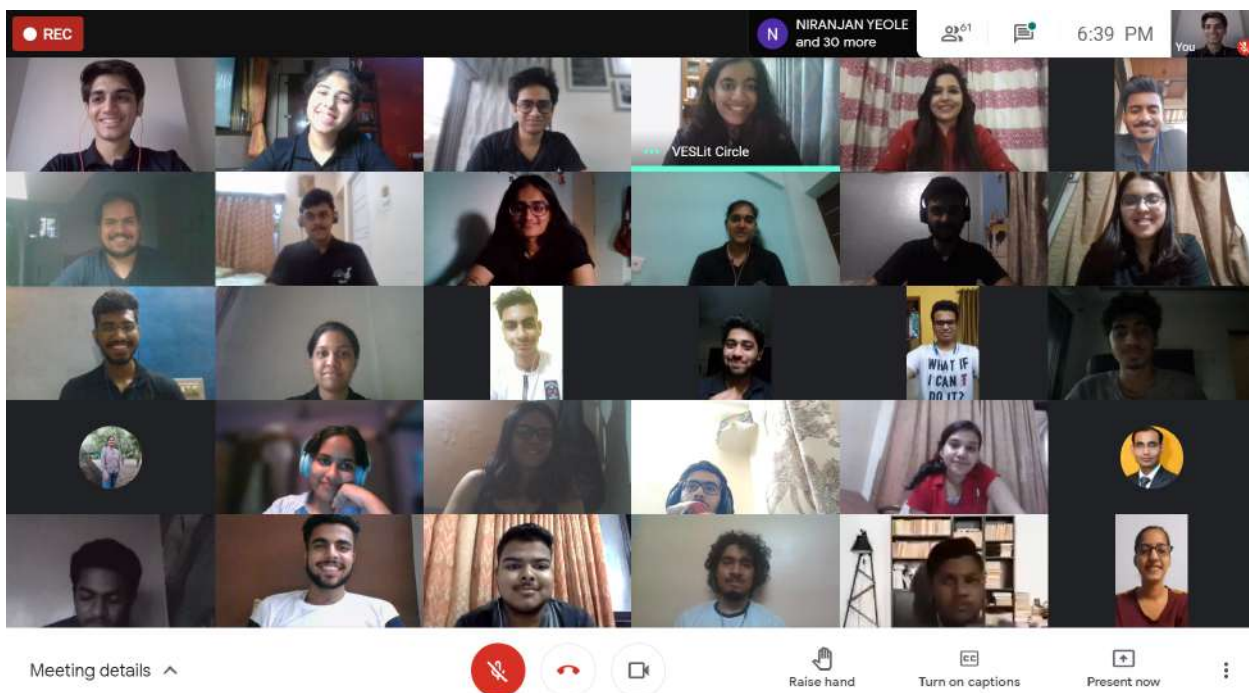 REC
N
NIRANJAN YEOLE
and 30 more
61
6:39 PM
You
VESLit Circle
WHAT IF
I CAN
DO IT?
Meeting details
Raise hand
CC
Turn on captions
Present now